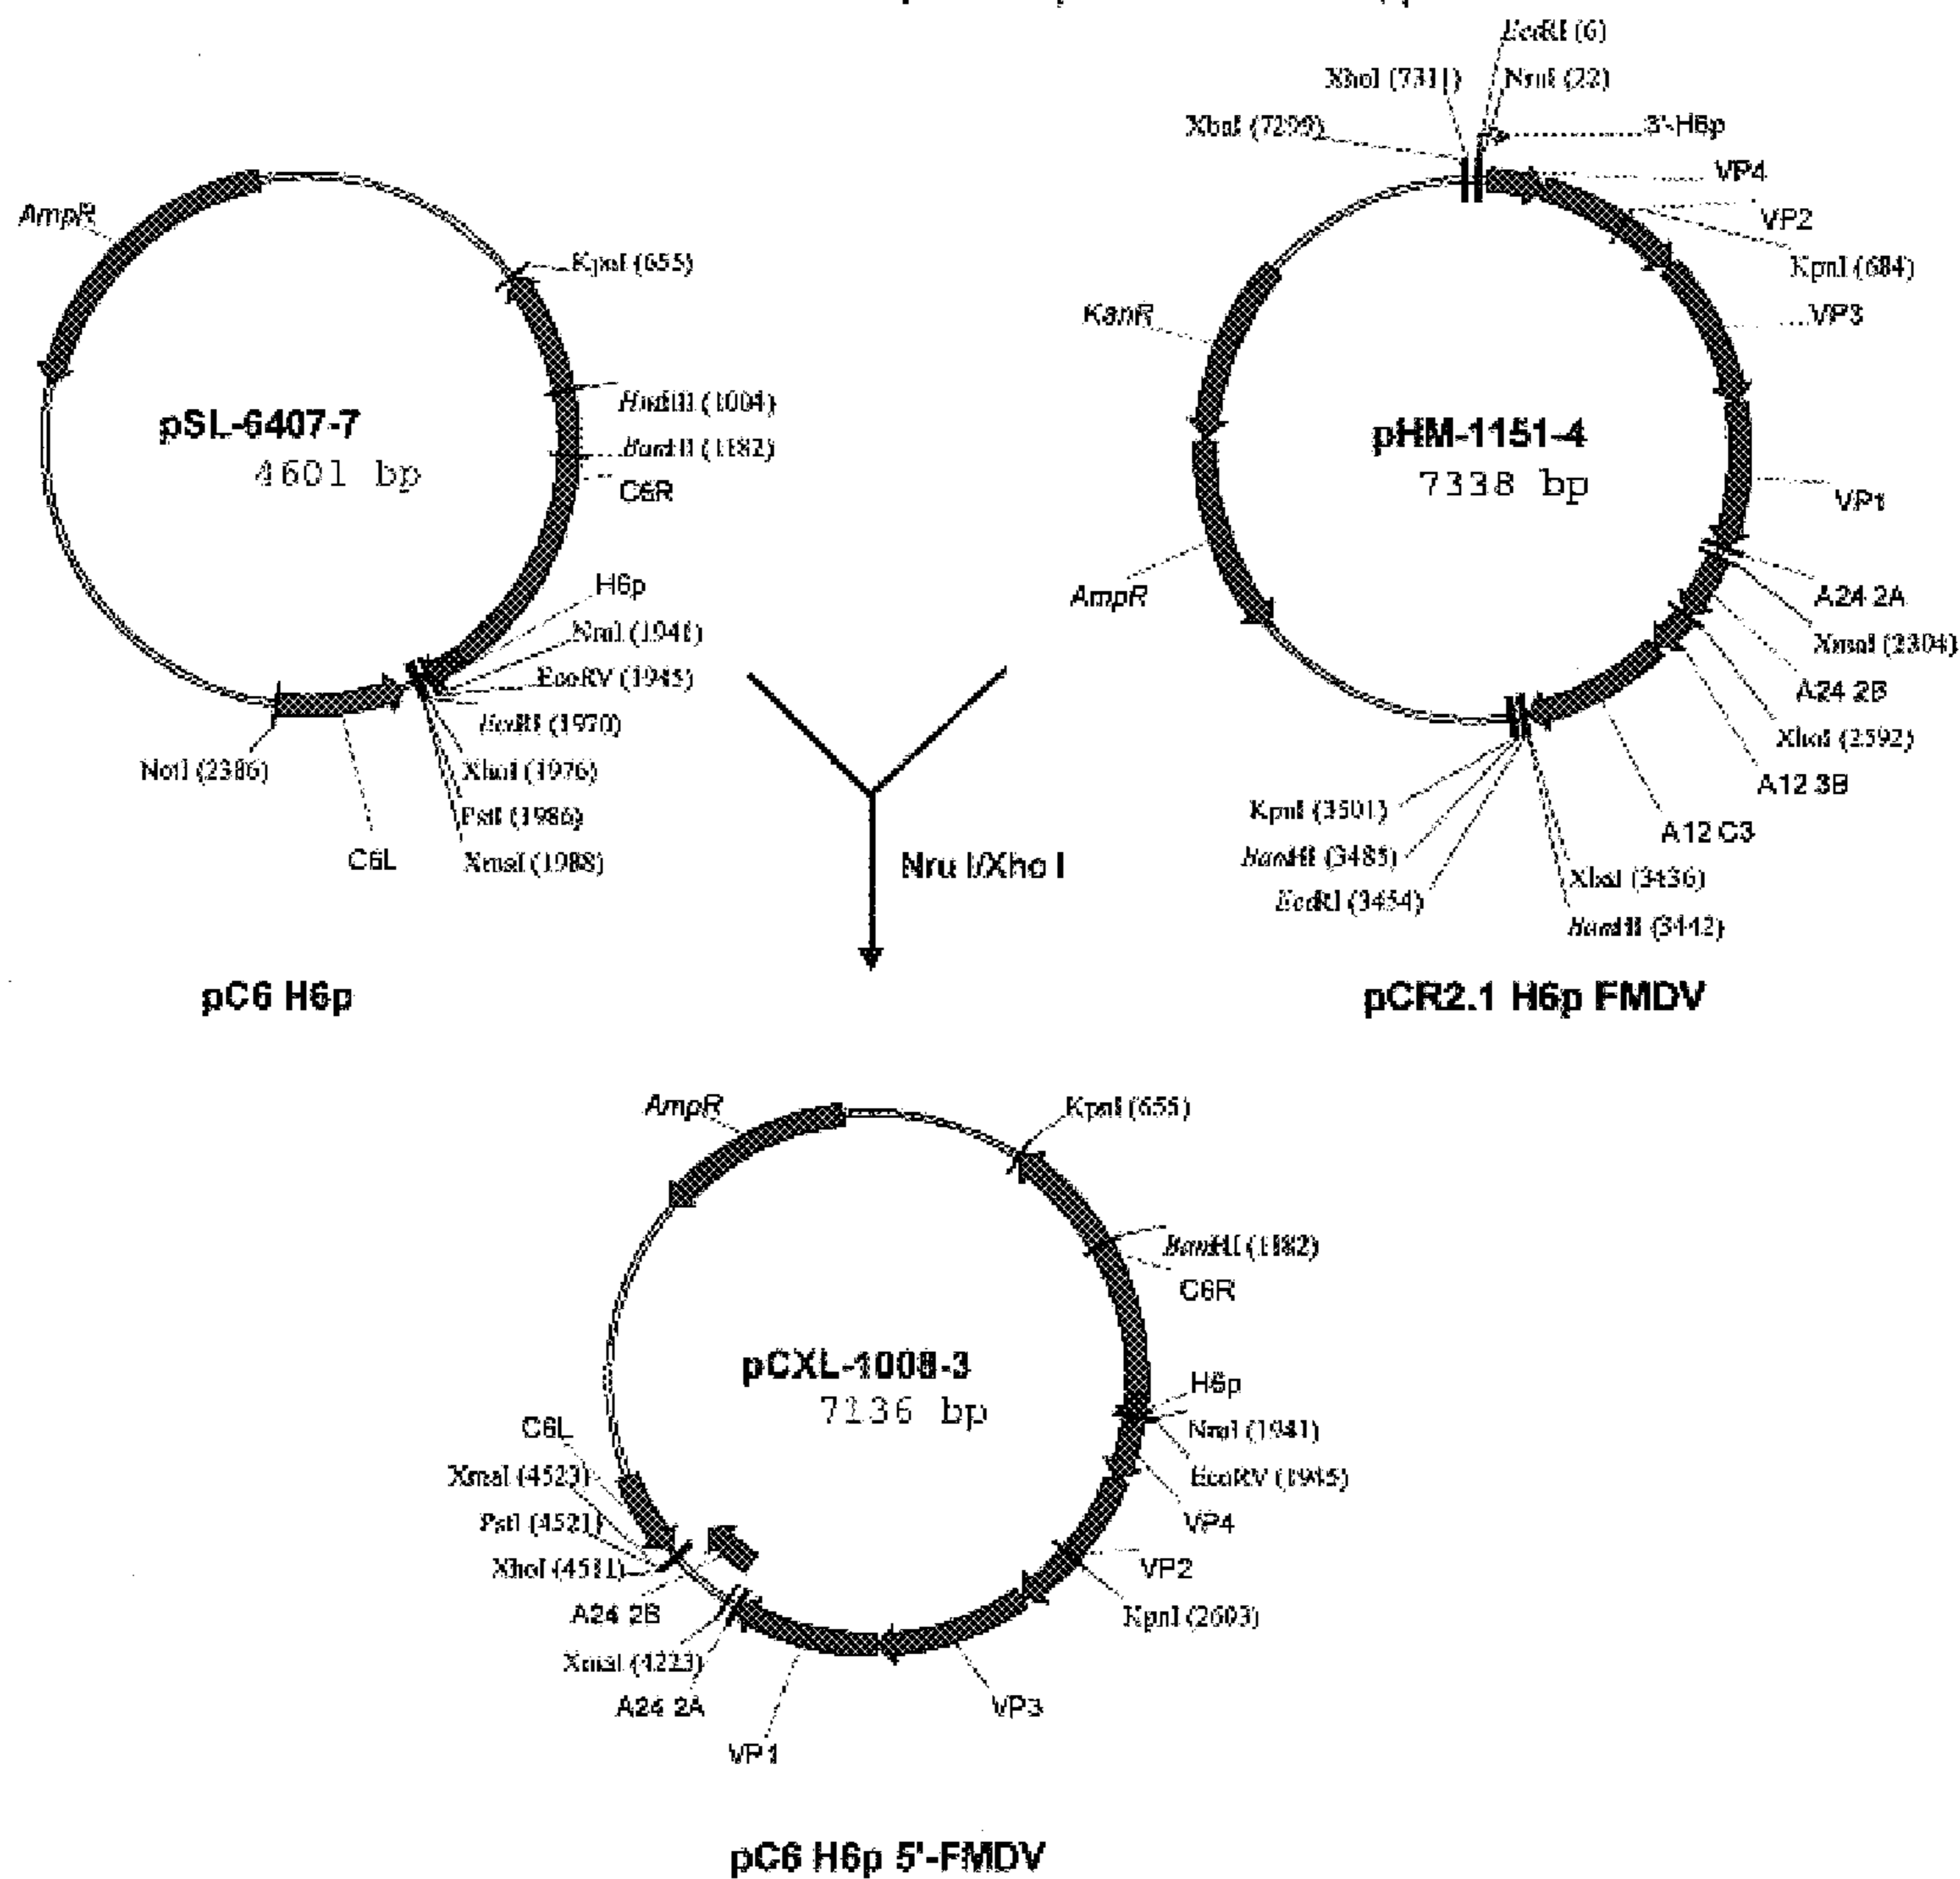 EcoRI (6)
XhoI (7311)
NruI (22)
XbaI (7299)
3'-H6p
VP4
VP2
KpnI (684)
VP3
KanR
VP1
pHM-1151-4
7338 bp
AmpR
A24 2A
XmaI (2304)
A24 2B
XhoI (2592)
A12 3B
A12 C3
KpnI (3501)
BamHI (3485)
EcoRI (3454)
XbaI (3436)
BamHI (3442)
pCR2.1 H6p FMDV
AmpR
KpnI (655)
pSL-6407-7
4601 bp
HindIII (1004)
BamHI (1182)
C6R
H6p
NruI (1941)
EcoRV (1945)
EcoRI (1970)
XhoI (1976)
PstI (1986)
XmaI (1988)
NotI (2386)
C6L
pC6 H6p
Nru I/Xho I
AmpR
KpnI (655)
BamHI (1182)
C6R
pCXL-1008-3
7136 bp
H6p
NruI (1941)
EcoRV (1945)
VP4
VP2
KpnI (2603)
VP3
VP1
C6L
XmaI (4523)
PstI (4521)
XhoI (4511)
A24 2B
XmaI (4223)
A24 2A
pC6 H6p 5'-FMDV